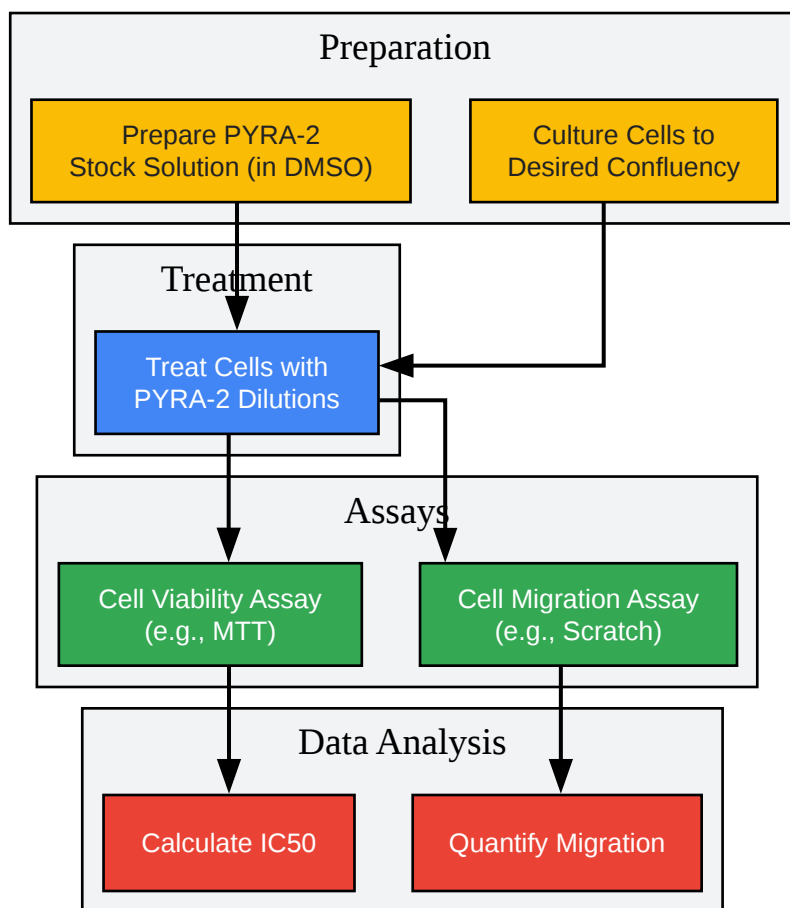 Preparation
Prepare PYRA-2
Stock Solution (in DMSO)
Culture Cells to
Desired Confluency
Treatment
Treat Cells with
PYRA-2 Dilutions
Assays
Cell Viability Assay
(e.g., MTT)
Cell Migration Assay
(e.g., Scratch)
Data Analysis
Calculate IC50
Quantify Migration